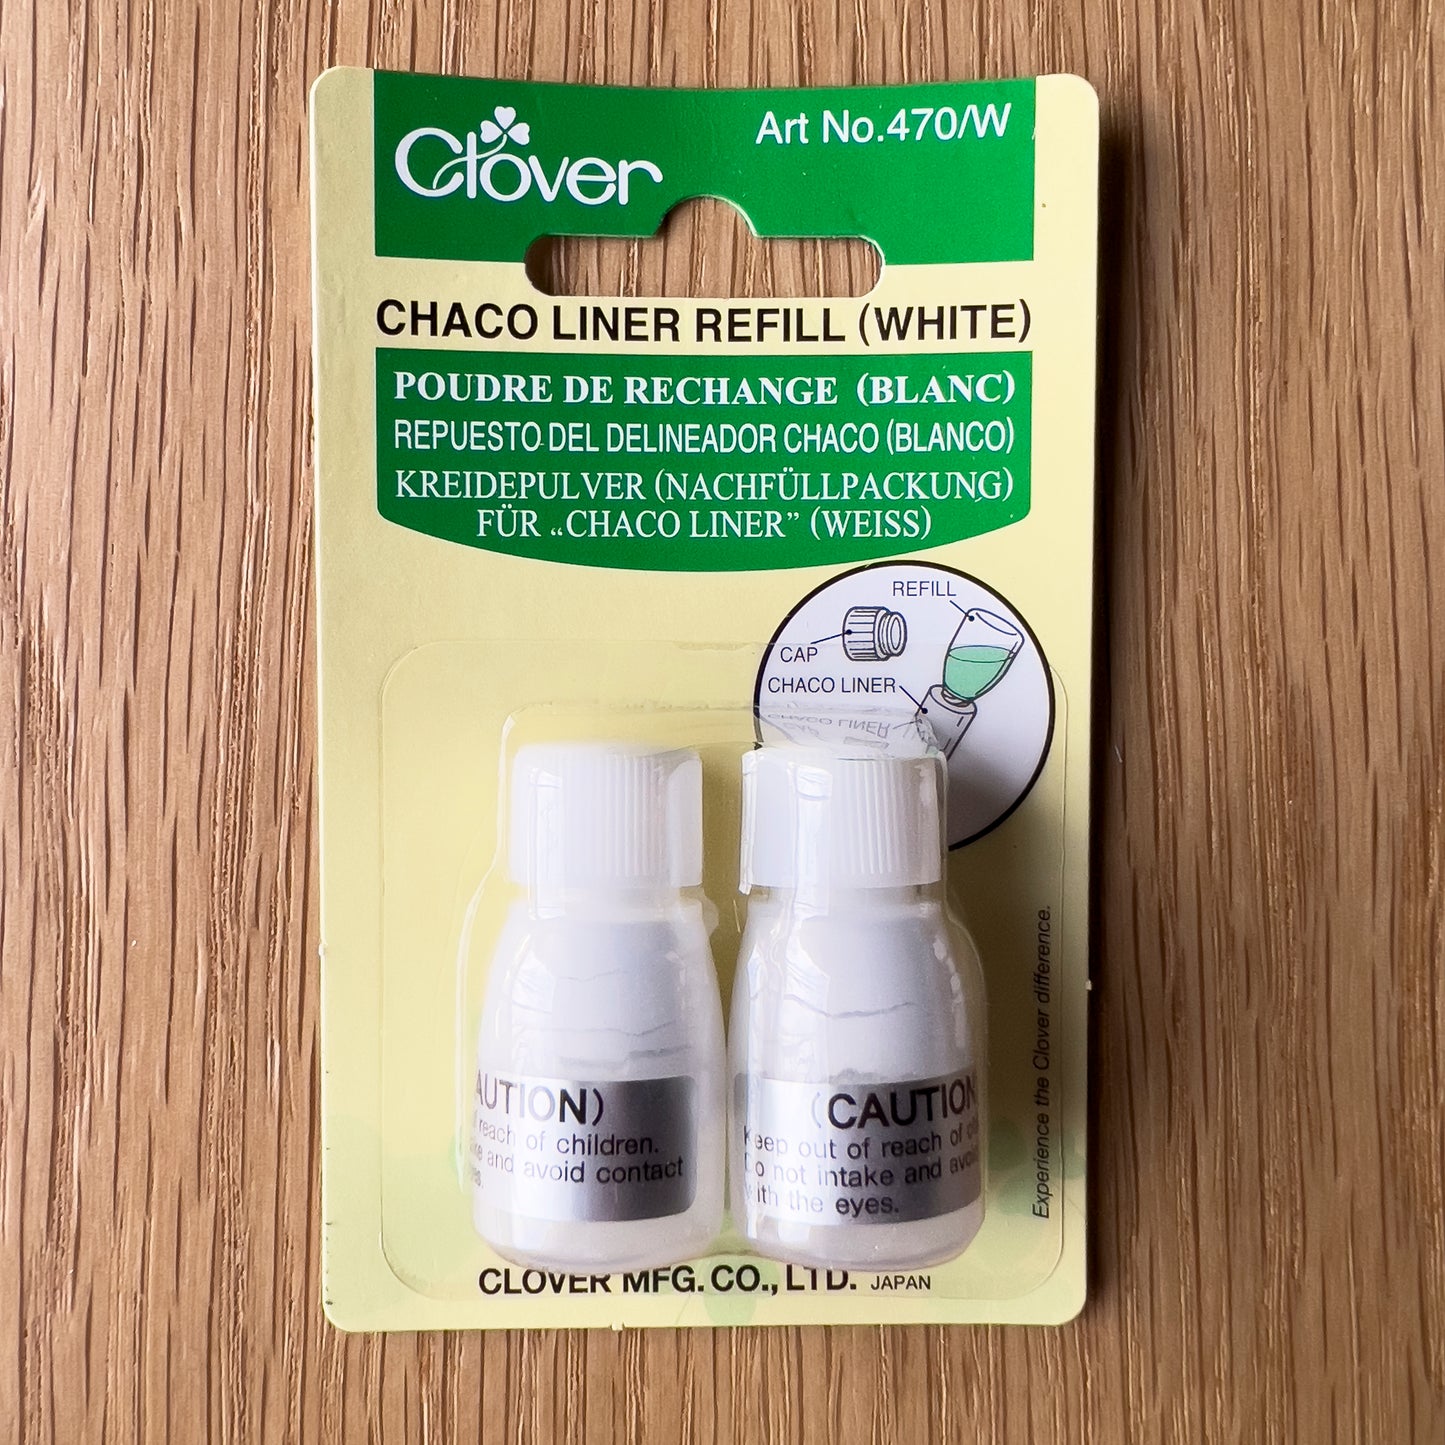 Clover
Art No.470/W
CHACO LINER REFILL (WHITE)
POUDRE DE RECHANGE (BLANC)
REPUESTO DEL DELINEADOR CHACO (BLANCO)
KREIDEPULVER (NACHFÜLLPACKUNG)
FÜR „CHACO LINER” (WEISS)
REFILL
CAP
CHACO LINER
AUTION)
reach of children.
and avoid contact
(CAUTION
Keep out of reach of
Do not intake and avoid
with the eyes.
Experience the Clover difference.
CLOVER MFG. CO., LTD. JAPAN